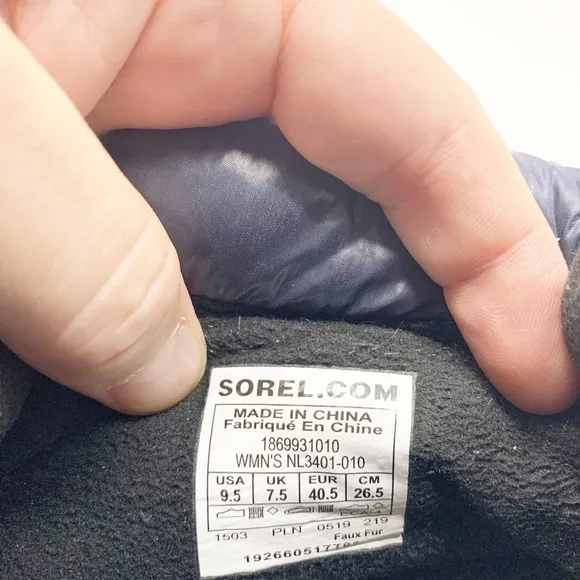 SOREL.COM
MADE IN CHINA
Fabriqué En Chine
1869931010
WMN'S NL3401-010
USA UK EUR CM
9.5 7.5 40.5 26.5
1503 PLN 0519 219
Faux Fur